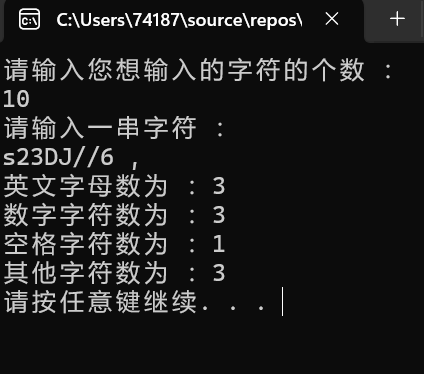 C:\Users\74187\source\repos\
请输入您想输入的字符的个数 :
10
请输入一串字符 :
s23DJ//6 ,
英文字母数为 : 3
数字字符数为 : 3
空格字符数为 : 1
其他字符数为 : 3
请按任意键继续. . .